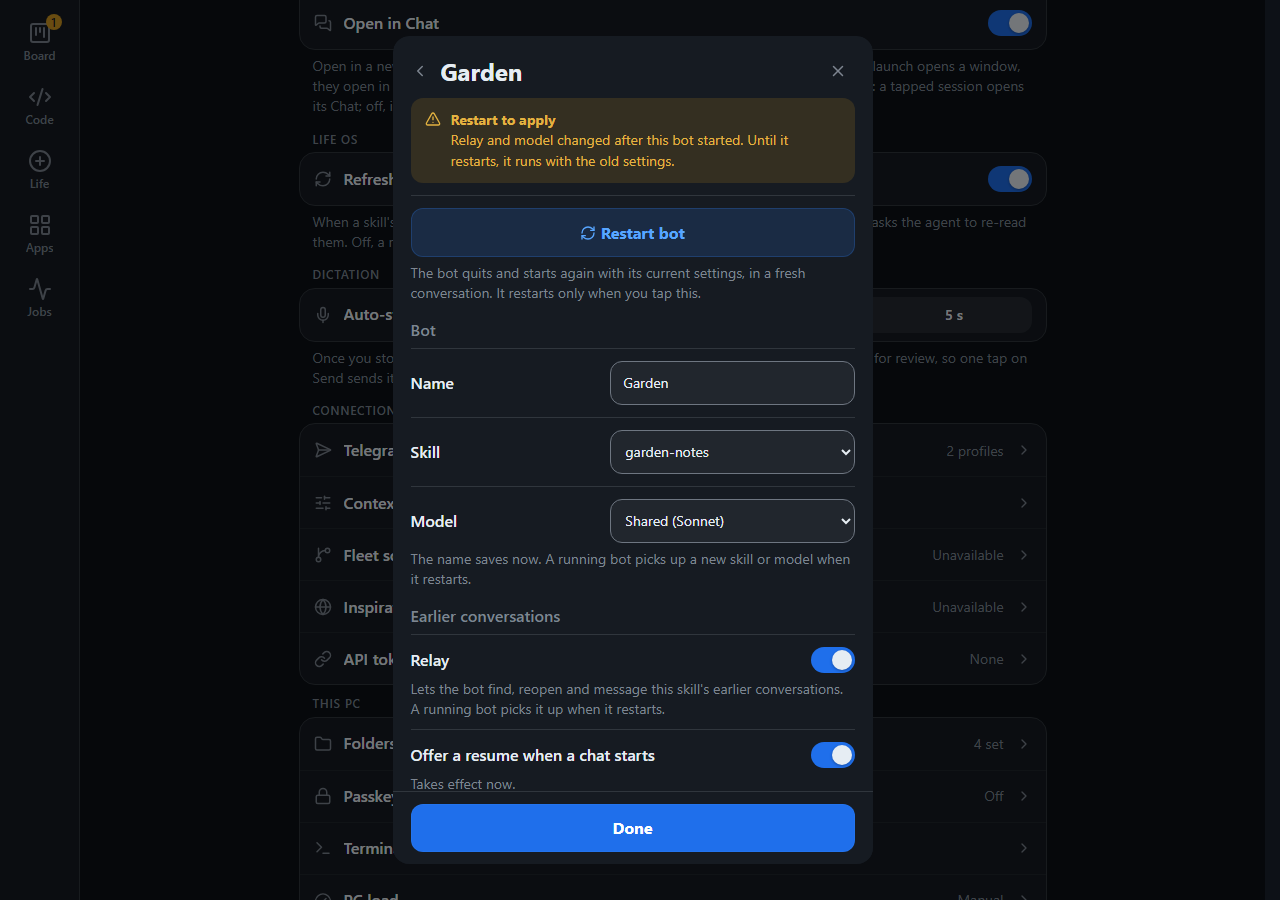 1
Board
Code
Life
Apps
Jobs
Open in Chat
Open in a ne
launch opens a window,
they open in
: a tapped session opens
its Chat; off, i
LIFE OS
Refresh
When a skill's
asks the agent to re-read
them. Off, a r
DICTATION
Auto-s
5 s
Once you sto
for review, so one tap on
Send sends it
CONNECTION
Telegra
2 profiles
Contex
Fleet se
Unavailable
Inspira
Unavailable
API tok
None
THIS PC
Folders
4 set
Passkey
Off
Termin
PC load
Manual
Garden
Restart to apply
Relay and model changed after this bot started. Until it
restarts, it runs with the old settings.
Restart bot
The bot quits and starts again with its current settings, in a fresh
conversation. It restarts only when you tap this.
Bot
Name
Garden
Skill
garden-notes
Model
Shared (Sonnet)
The name saves now. A running bot picks up a new skill or model when
it restarts.
Earlier conversations
Relay
Lets the bot find, reopen and message this skill's earlier conversations.
A running bot picks it up when it restarts.
Offer a resume when a chat starts
Takes effect now.
Done